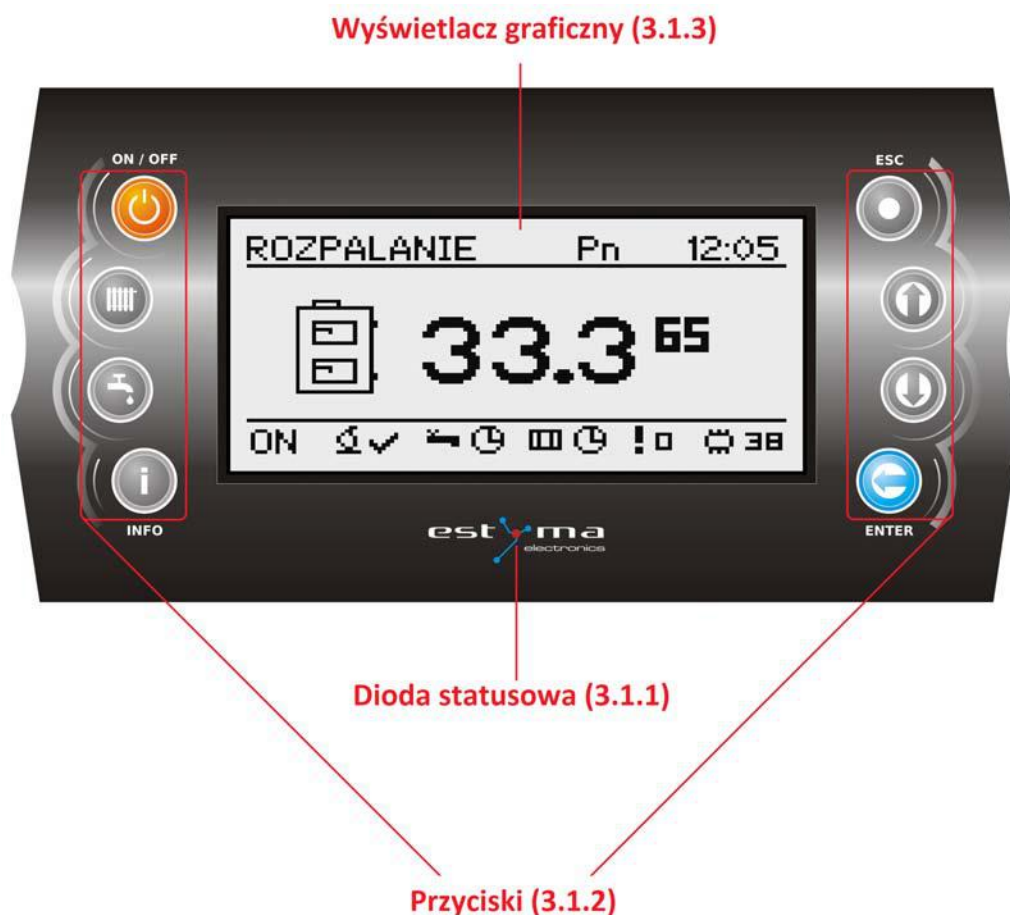 Wyświetlacz graficzny (3.1.3)
ON / OFF
ESC
ROZPALANIE Pn 12:05
33.3 65
ON ! 0 38
i
INFO
ENTER
estyma
electronics
Dioda statusowa (3.1.1)
Przyciski (3.1.2)